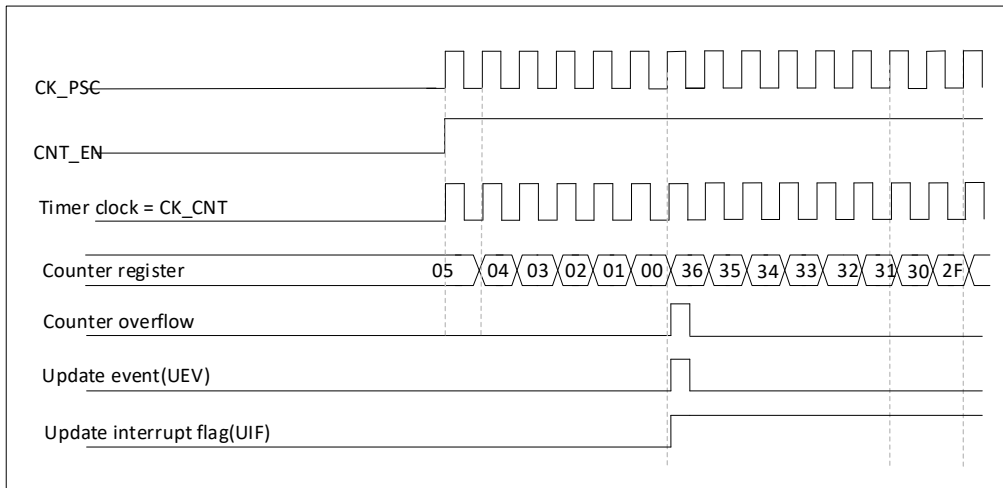 CK_PSC
CNT_EN
Timer clock = CK_CNT
Counter register 05 04 03 02 01 00 36 35 34 33 32 31 30 2F
Counter overflow
Update event(UEV)
Update interrupt flag(UIF)